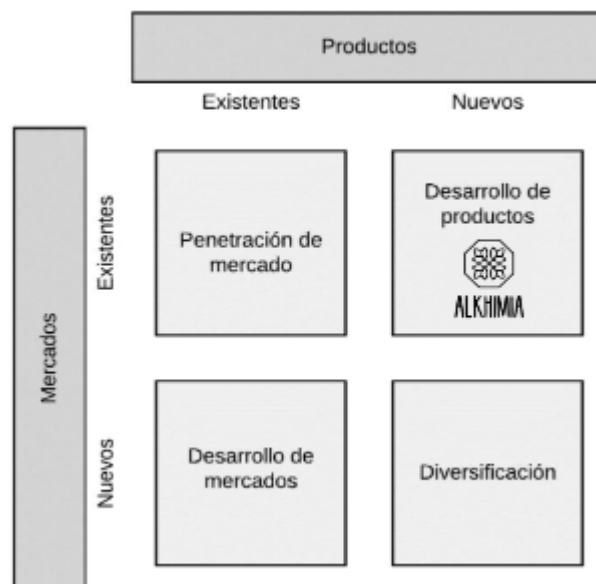 Productos
Existentes
Nuevos
Mercados
Existentes
Penetración de
mercado
Desarrollo de
productos
ALKHIMIA
Nuevos
Desarrollo de
mercados
Diversificación